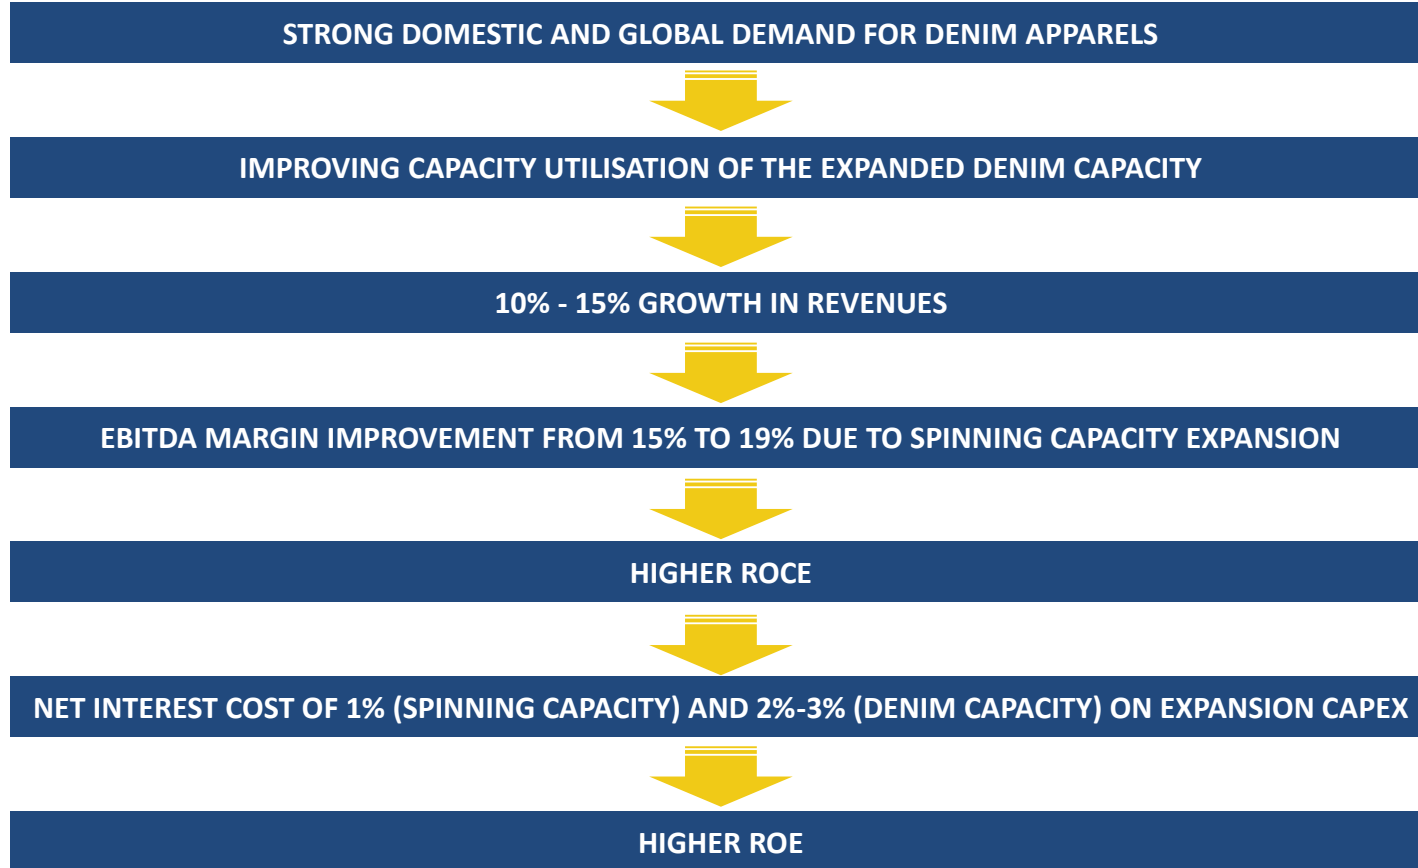 STRONG DOMESTIC AND GLOBAL DEMAND FOR DENIM APPARELS
IMPROVING CAPACITY UTILISATION OF THE EXPANDED DENIM CAPACITY
10% - 15% GROWTH IN REVENUES
EBITDA MARGIN IMPROVEMENT FROM 15% TO 19% DUE TO SPINNING CAPACITY EXPANSION
HIGHER ROCE
NET INTEREST COST OF 1% (SPINNING CAPACITY) AND 2%-3% (DENIM CAPACITY) ON EXPANSION CAPEX
HIGHER ROE